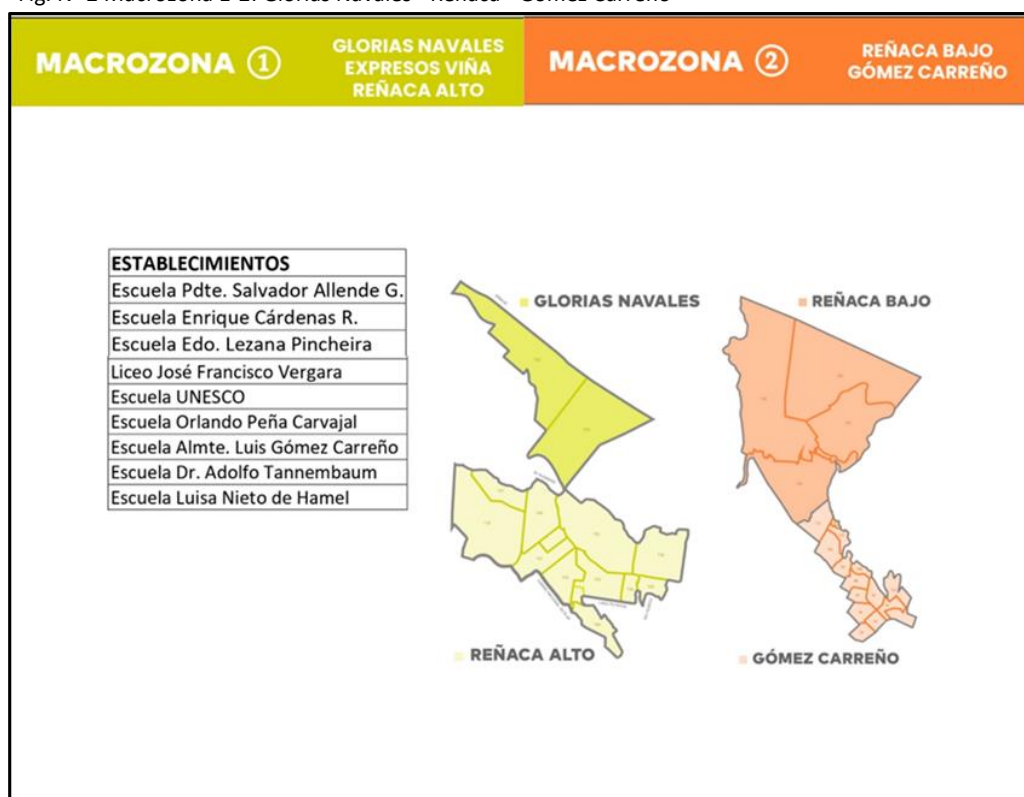 MACROZONA 1
GLORIAS NAVALES
EXPRESOS VIÑA
REÑACA ALTO
MACROZONA 2
REÑACA BAJO
GÓMEZ CARREÑO
ESTABLECIMIENTOS
Escuela Pdte. Salvador Allende G.
Escuela Enrique Cárdenas R.
Escuela Edo. Lezana Pincheira
Liceo José Francisco Vergara
Escuela UNESCO
Escuela Orlando Peña Carvajal
Escuela Almte. Luis Gómez Carreño
Escuela Dr. Adolfo Tannembaum
Escuela Luisa Nieto de Hamel
GLORIAS NAVALES
REÑACA BAJO
REÑACA ALTO
GÓMEZ CARREÑO